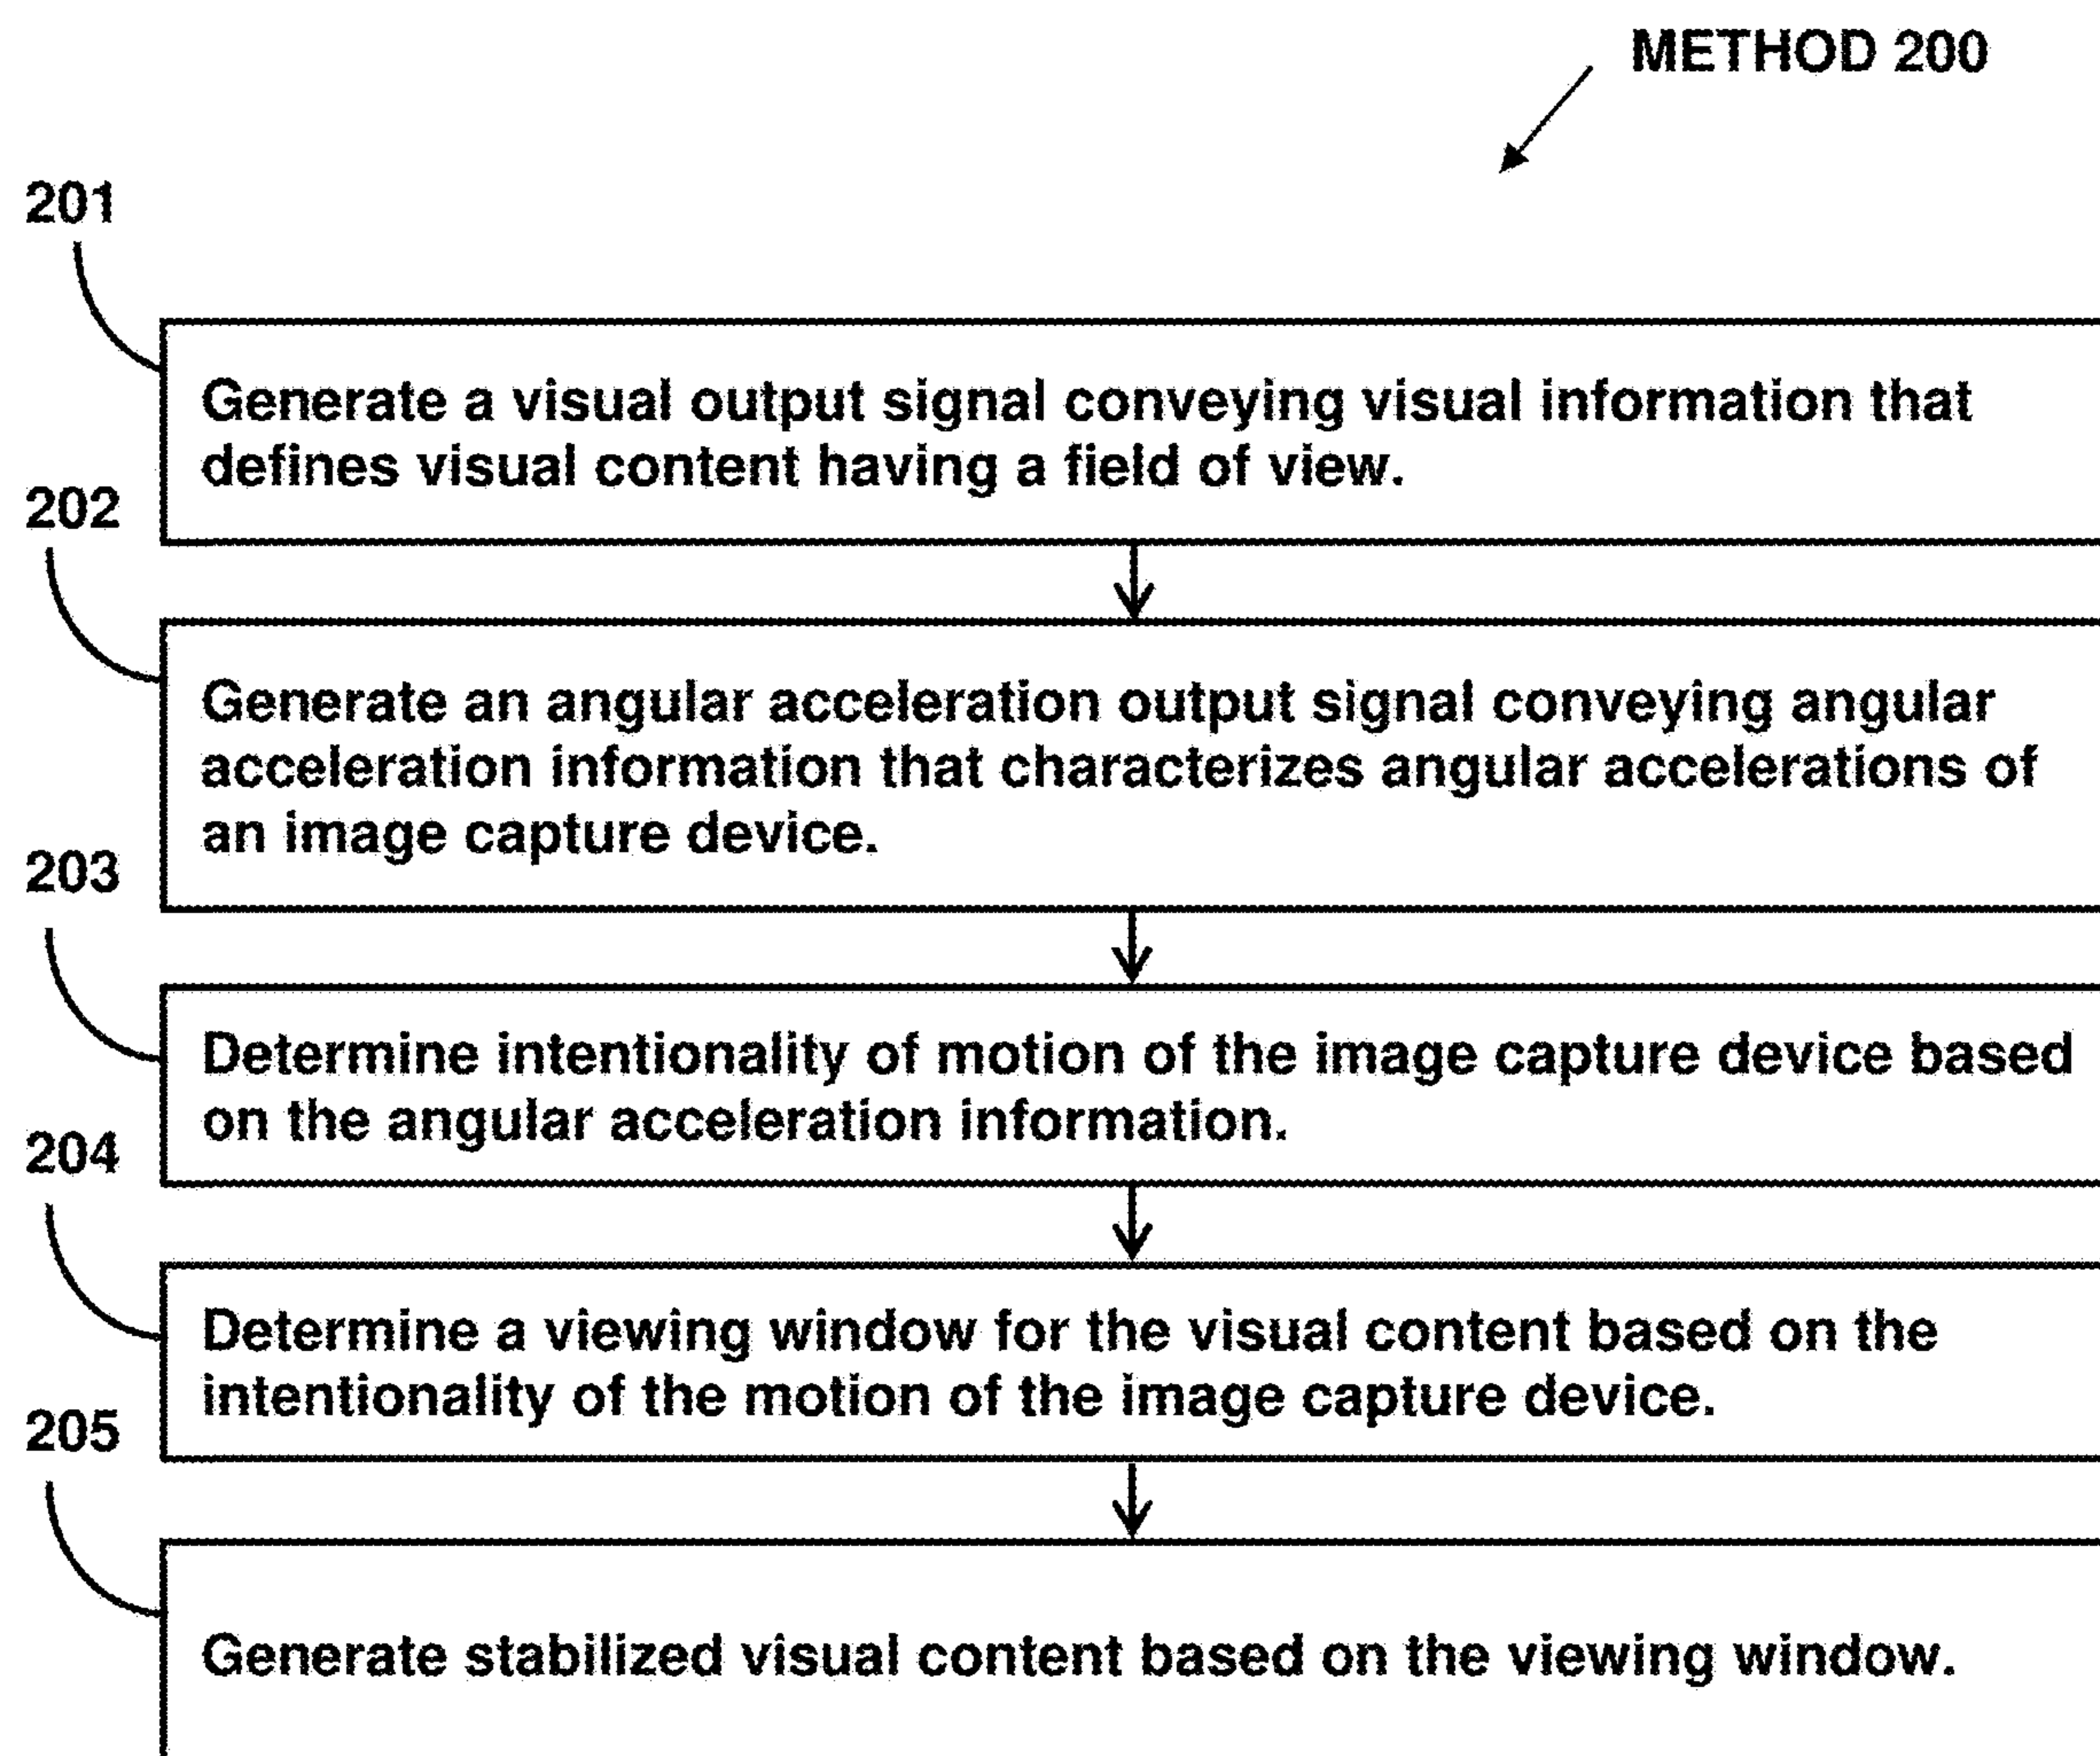 METHOD 200
201
Generate a visual output signal conveying visual information that
defines visual content having a field of view.
202
Generate an angular acceleration output signal conveying angular
acceleration information that characterizes angular accelerations of
an image capture device.
203
Determine intentionality of motion of the image capture device based
on the angular acceleration information.
204
Determine a viewing window for the visual content based on the
intentionality of the motion of the image capture device.
205
Generate stabilized visual content based on the viewing window.